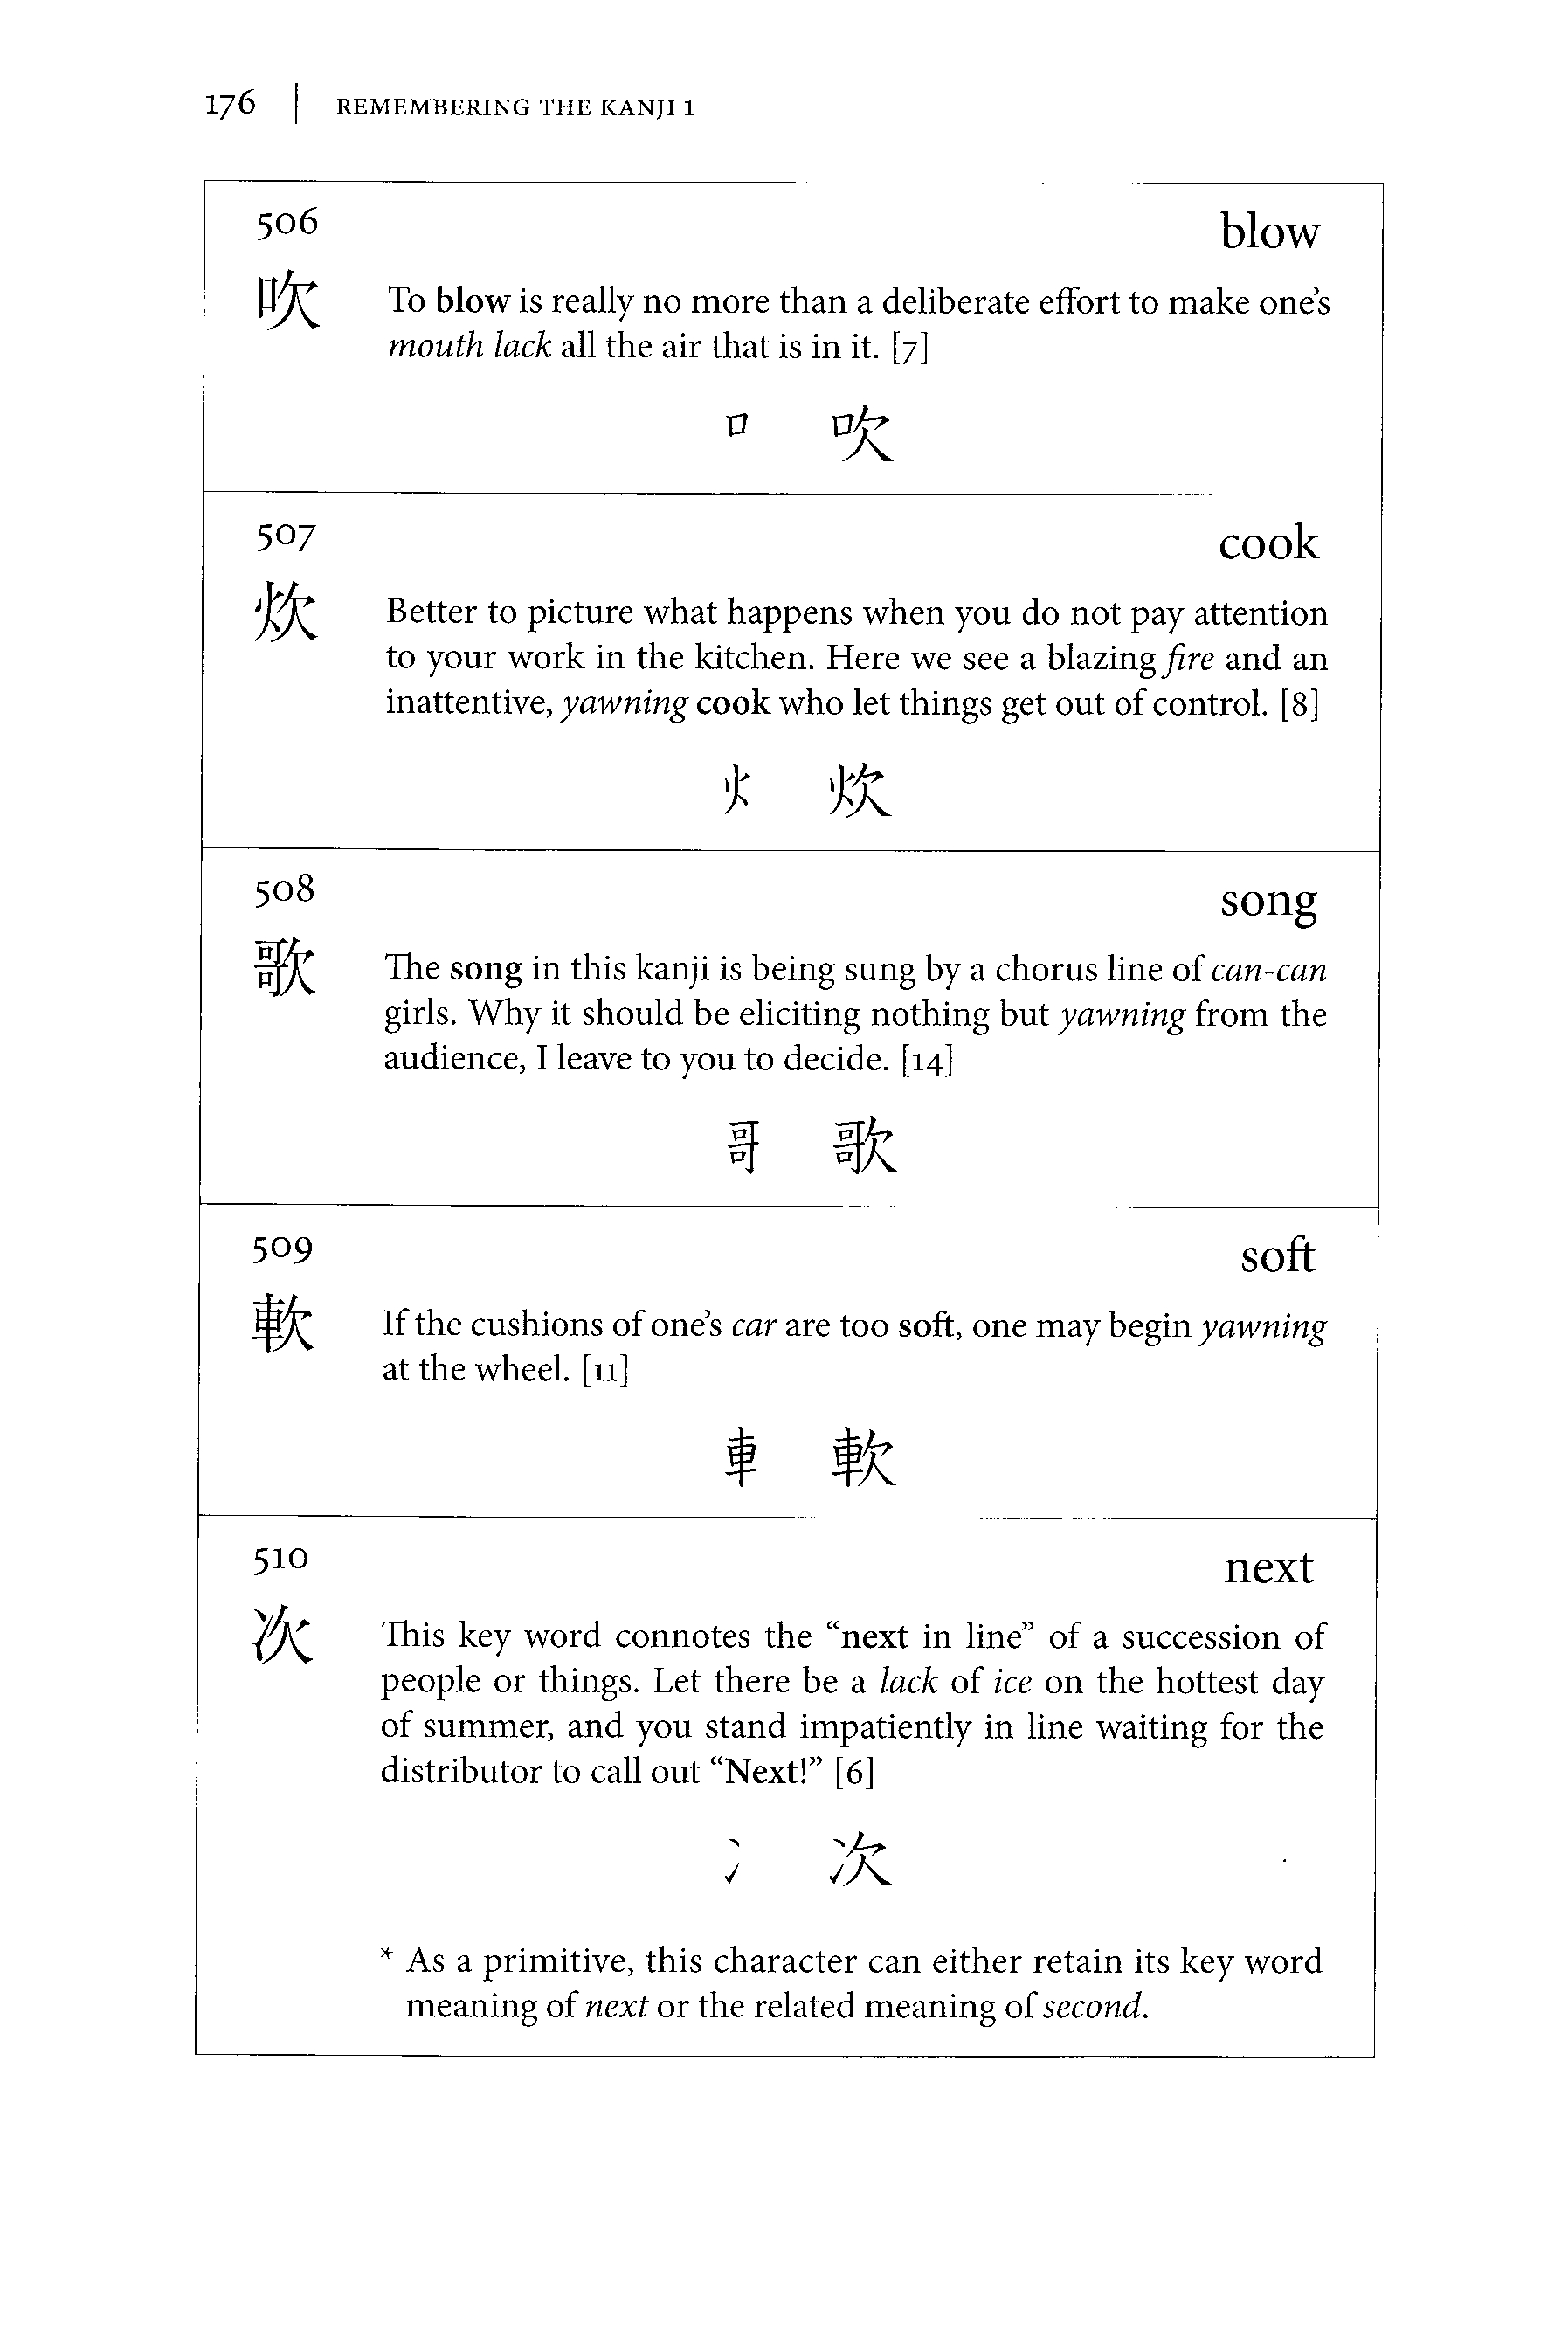 176 | REMEMBERING THE KANJI 1
506 blow
吹 To blow is really no more than a deliberate effort to make one's
mouth lack all the air that is in it. [7]
口 吹
507 cook
炊 Better to picture what happens when you do not pay attention
to your work in the kitchen. Here we see a blazing fire and an
inattentive, yawning cook who let things get out of control. [8]
火 炊
508 song
歌 The song in this kanji is being sung by a chorus line of can-can
girls. Why it should be eliciting nothing but yawning from the
audience, I leave to you to decide. [14]
哥 歌
509 soft
軟 If the cushions of one's car are too soft, one may begin yawning
at the wheel. [11]
車 軟
510 next
次 This key word connotes the “next in line” of a succession of
people or things. Let there be a lack of ice on the hottest day
of summer, and you stand impatiently in line waiting for the
distributor to call out “Next!” [6]
冫 次
* As a primitive, this character can either retain its key word
meaning of next or the related meaning of second.